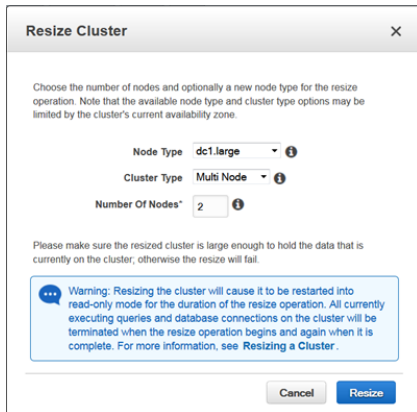 Resize Cluster ×
Choose the number of nodes and optionally a new node type for the resize
operation. Note that the available node type and cluster type options may be
limited by the cluster's current availability zone.
Node Type dc1.large
Cluster Type Multi Node
Number Of Nodes* 2
Please make sure the resized cluster is large enough to hold the data that is
currently on the cluster; otherwise the resize will fail.
Warning: Resizing the cluster will cause it to be restarted into
read-only mode for the duration of the resize operation. All currently
executing queries and database connections on the cluster will be
terminated when the resize operation begins and again when it is
complete. For more information, see Resizing a Cluster.
Cancel Resize